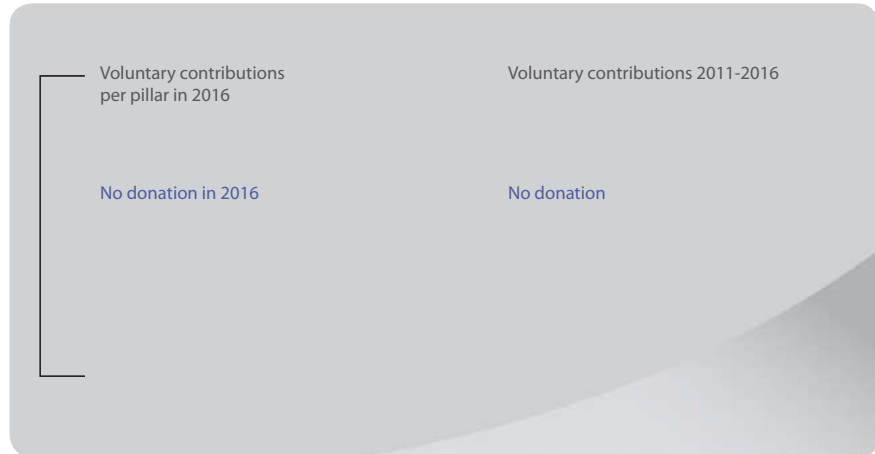 Voluntary contributions
per pillar in 2016
Voluntary contributions 2011-2016
No donation in 2016
No donation